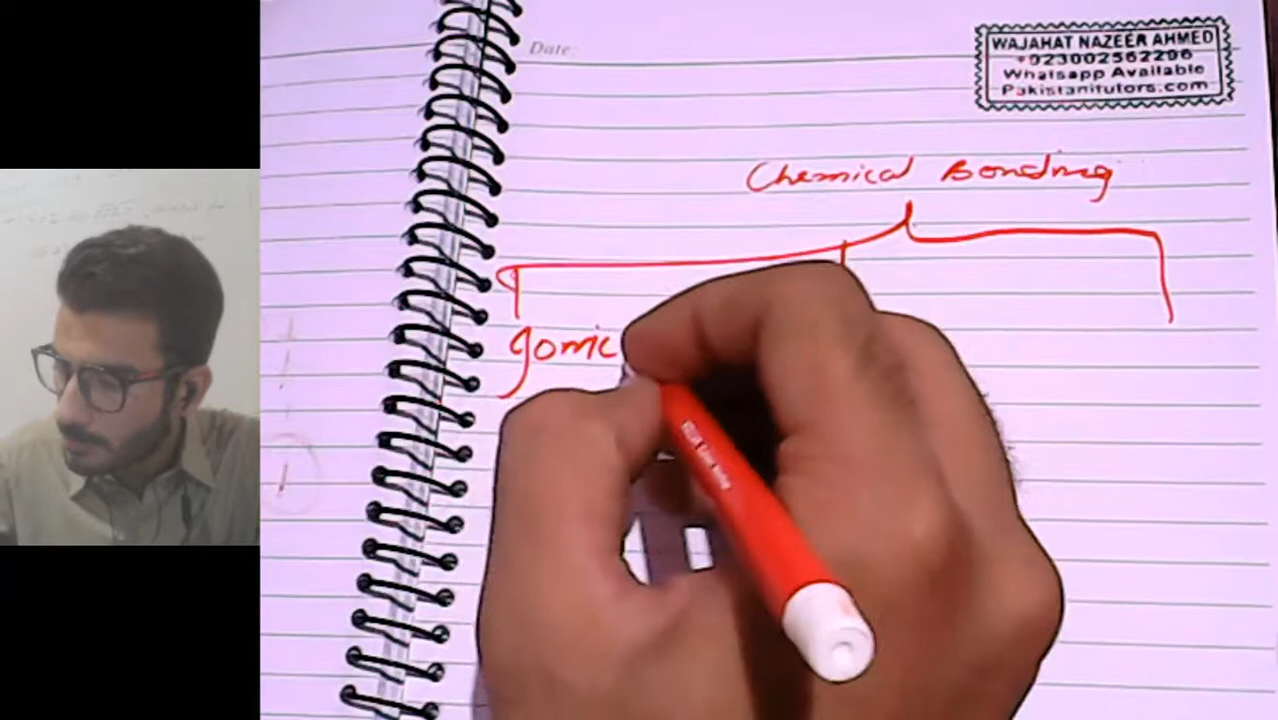 Date:
WAJAHAT NAZEER AHMED
+923002562296
Whatsapp Available
Pakistanitutors.com
Chemical Bonding
Ionic